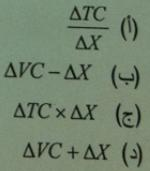 (أ) ΔTC / ΔX
(ب) ΔVC − ΔX
(ج) ΔTC × ΔX
(د) ΔVC + ΔX